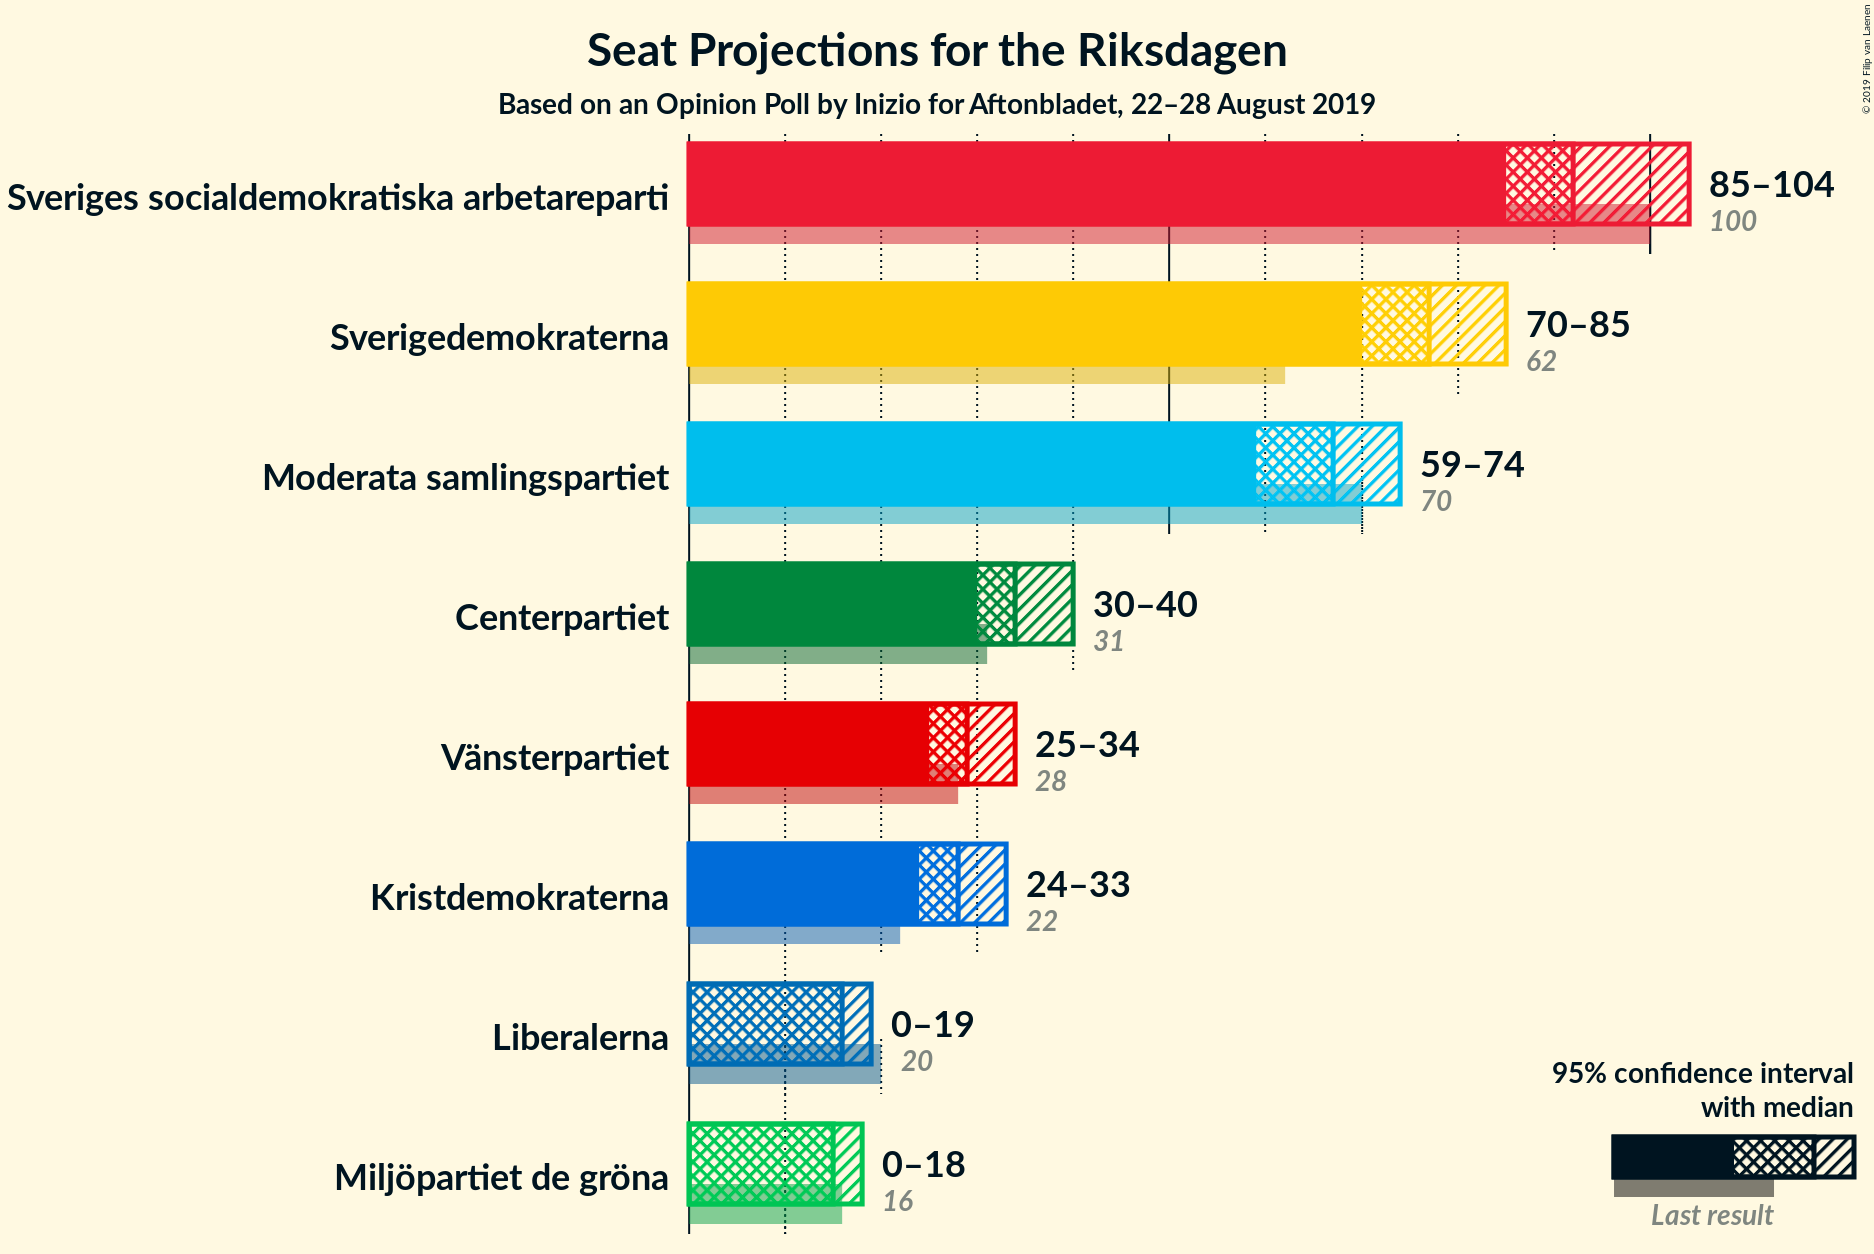 Seat Projections for the Riksdagen
Based on an Opinion Poll by Inizio for Aftonbladet, 22–28 August 2019
© 2019 Filip van Laenen
Sveriges socialdemokratiska arbetareparti
85–104
100
Sverigedemokraterna
70–85
62
Moderata samlingspartiet
59–74
70
Centerpartiet
30–40
31
Vänsterpartiet
25–34
28
Kristdemokraterna
24–33
22
Liberalerna
0–19
20
Miljöpartiet de gröna
0–18
16
95% confidence interval
with median
Last result